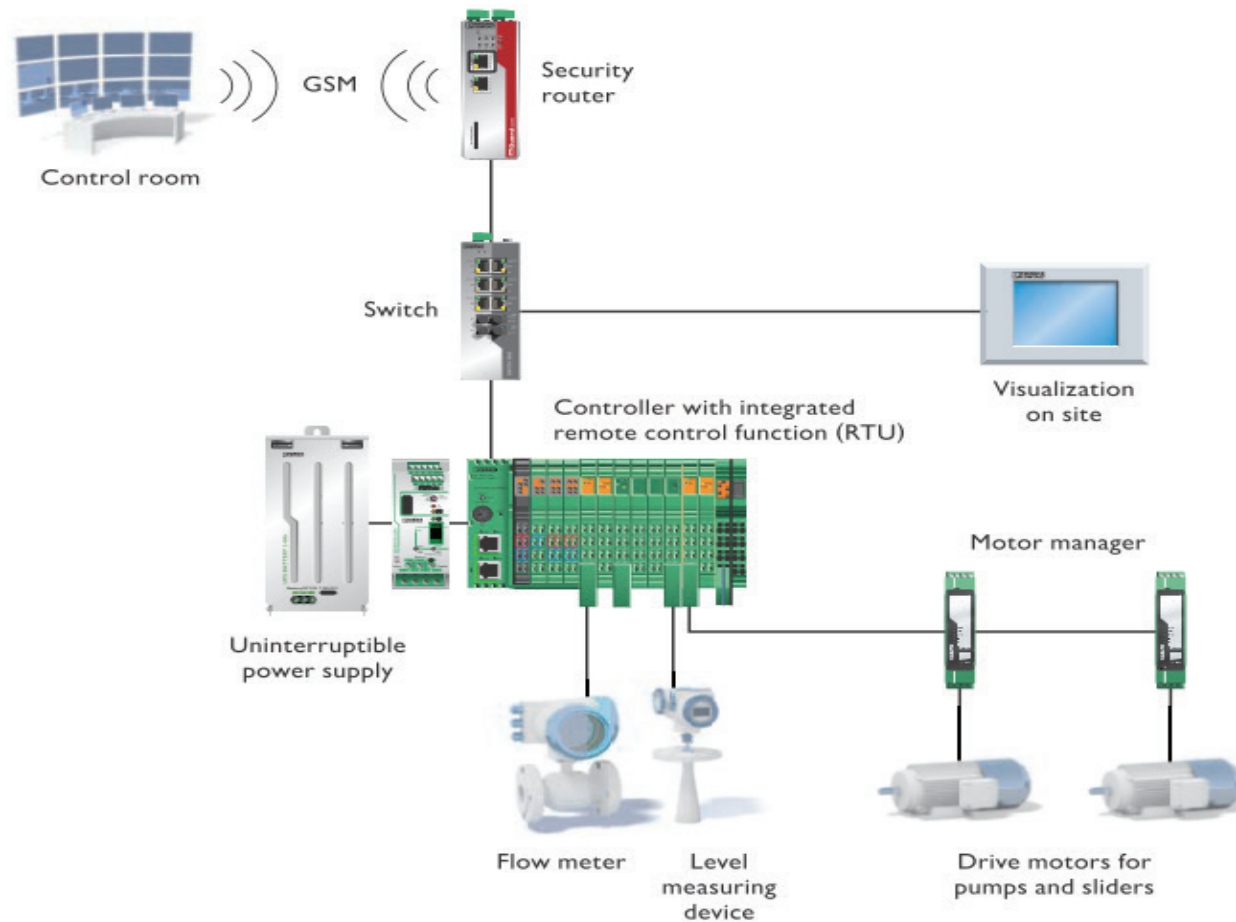 GSM
Security
router
Control room
Switch
Visualization
on site
Controller with integrated
remote control function (RTU)
Motor manager
Uninterruptible
power supply
Flow meter
Level
measuring
device
Drive motors for
pumps and sliders